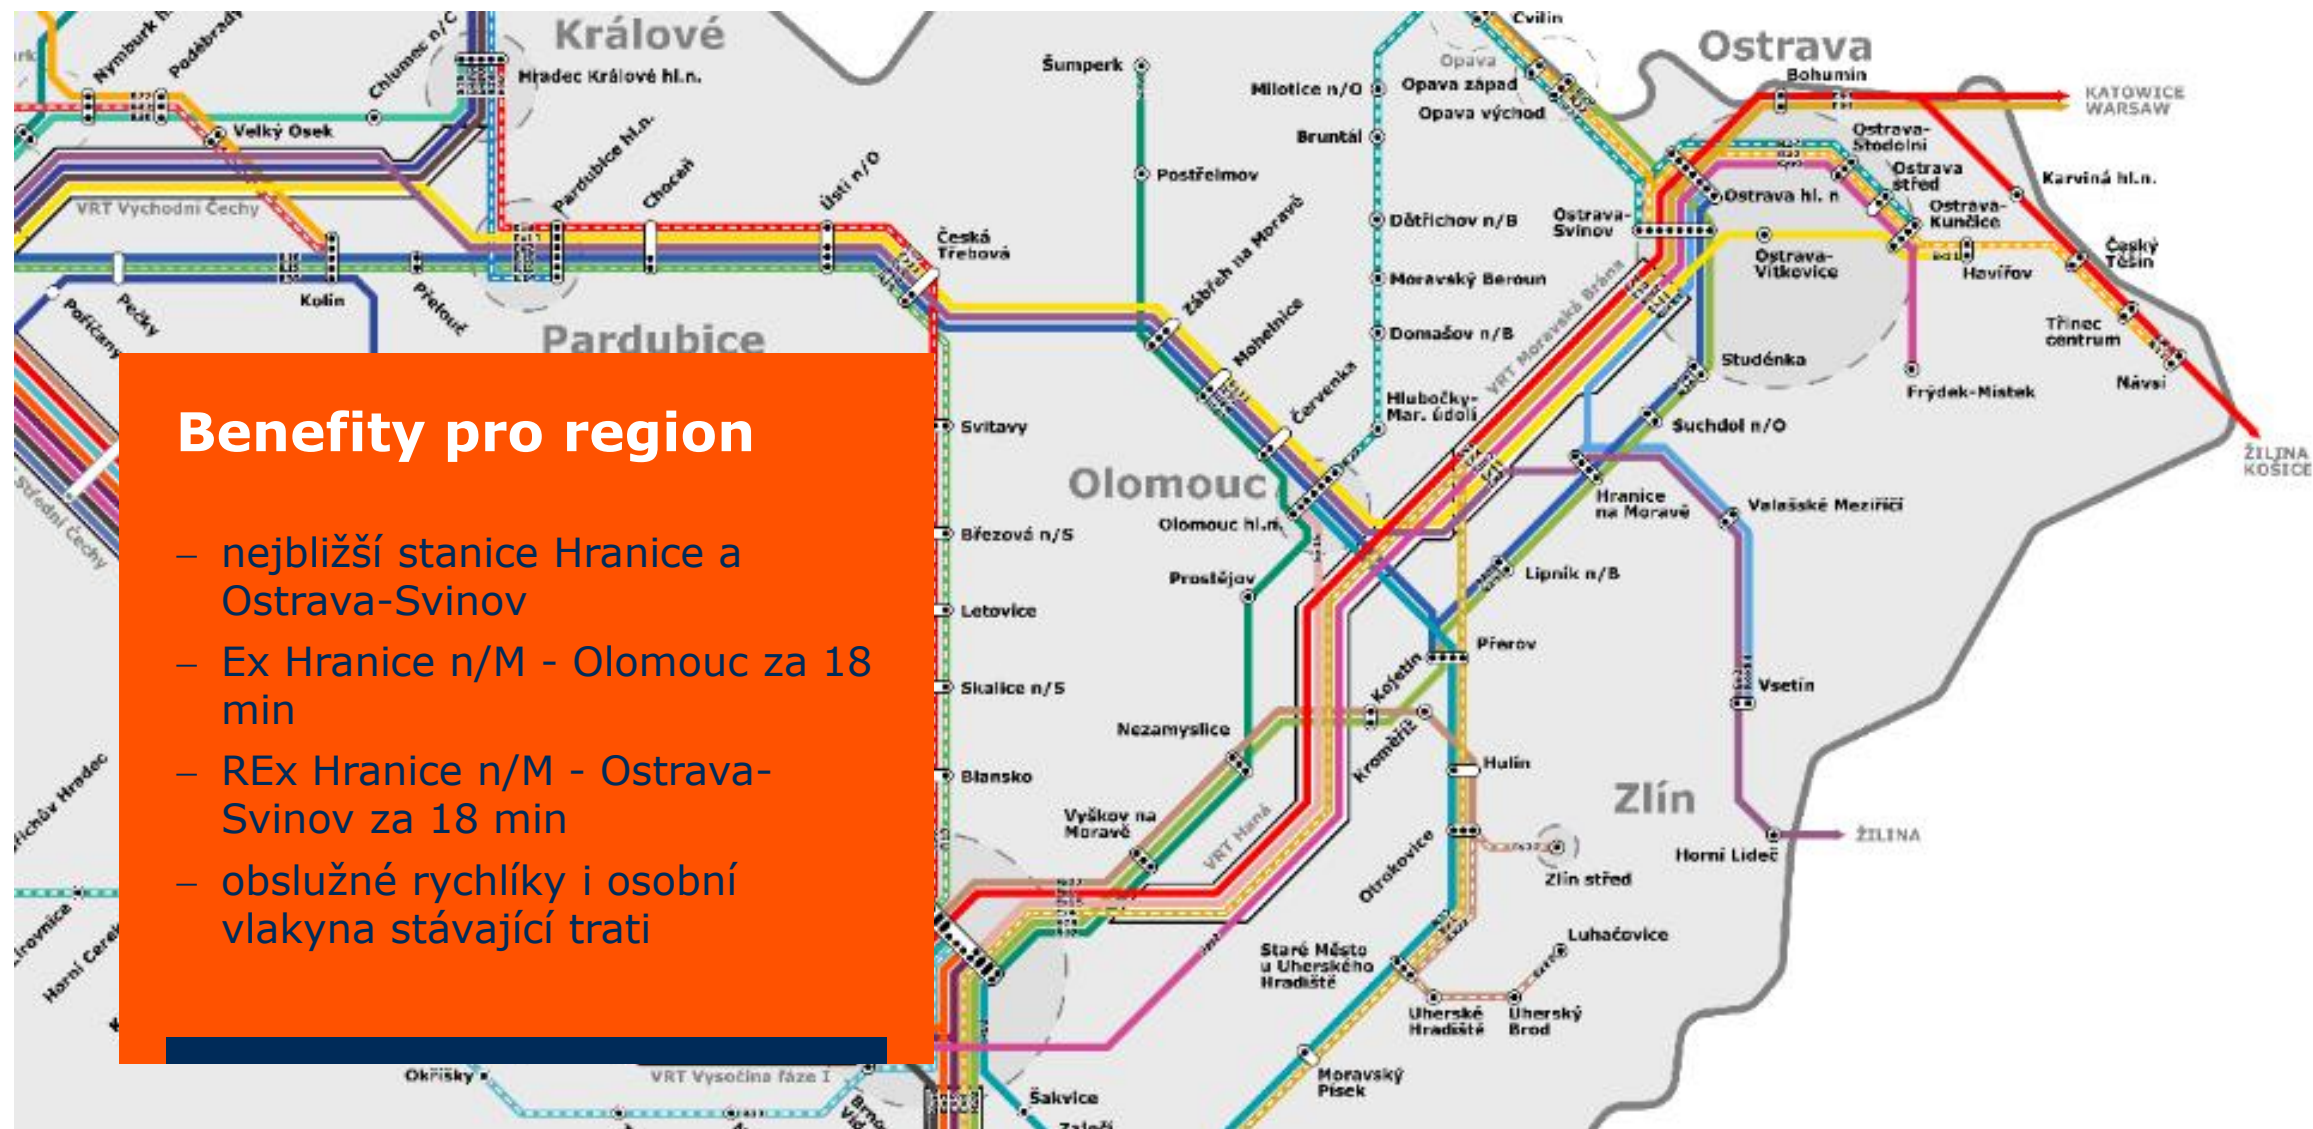 Králové
Ostrava
Cvilín
Šumperk
Opava
Bohumín
Nymburk
Poděbrady
Chlumec n/C
Hradec Králové hl.n.
Milotice n/O
Opava západ
Opava východ
KATOWICE
WARSAW
Velký Osek
Pardubice hl.n.
Choceň
Ústí n/O
Bruntál
Ostrava-
Stodolní
Ostrava
střed
Karviná hl.n.
Postřelmov
VRT Východní Čechy
Ostrava hl. n
Ostrava-
Kunčice
Dětřichov n/B
Ostrava-
Svinov
Česká
Třebová
Zábřeh na Moravě
Ostrava-
Vítkovice
Havířov
Český
Těšín
Moravský Beroun
Kolín
Přelouč
Pečky
Poříčany
Pardubice
Mohelnice
Domašov n/B
VRT Moravská Brána
Studénka
Třinec
centrum
Návsí
Červenka
Hlubočky-
Mar. údolí
Frýdek-Místek
Benefity pro region
Svitavy
Suchdol n/O
ŽILINA
KOŠICE
Olomouc
střední Čechy
Hranice
na Moravě
Valašské Meziříčí
Olomouc hl.n.
Březová n/S
– nejbližší stanice Hranice a
Ostrava-Svinov
Prostějov
Lipník n/B
Letovice
– Ex Hranice n/M - Olomouc za 18
min
Přerov
Kojetín
Skalice n/S
Vsetín
Nezamyslice
Kroměříž
Hulín
– REx Hranice n/M - Ostrava-
Svinov za 18 min
Blansko
Zlín
Vyškov na
Moravě
VRT Haná
Otrokovice
ŽILINA
Horní Lideč
Zlín střed
– obslužné rychlíky i osobní
vlakyna stávající trati
Horní
Luhačovice
Staré Město
u Uherského
Hradiště
Uherské
Hradiště
Uherský
Brod
Okříšky
VRT Vysočina fáze I
Moravský
Písek
Šakvice
Zaječí